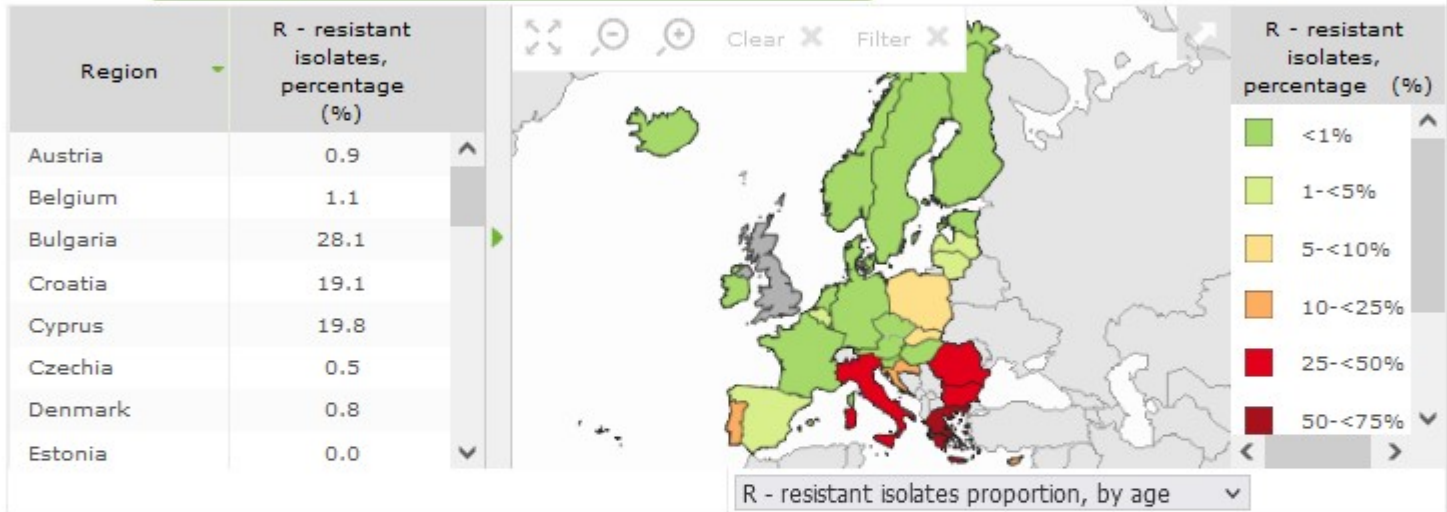 Region
R - resistant
isolates,
percentage
(%)
Austria 0.9
Belgium 1.1
Bulgaria 28.1
Croatia 19.1
Cyprus 19.8
Czechia 0.5
Denmark 0.8
Estonia 0.0
Clear Filter
R - resistant
isolates,
percentage (%)
<1%
1-<5%
5-<10%
10-<25%
25-<50%
50-<75%
R - resistant isolates proportion, by age